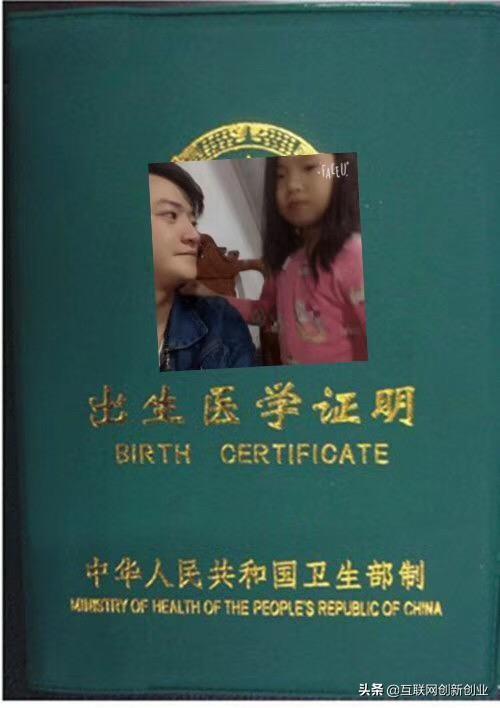 FACEU
出生医学证明
BIRTH CERTIFICATE
中华人民共和国卫生部制
MINISTRY OF HEALTH OF THE PEOPLE'S REPUBLIC OF CHINA
头条 @互联网创新创业